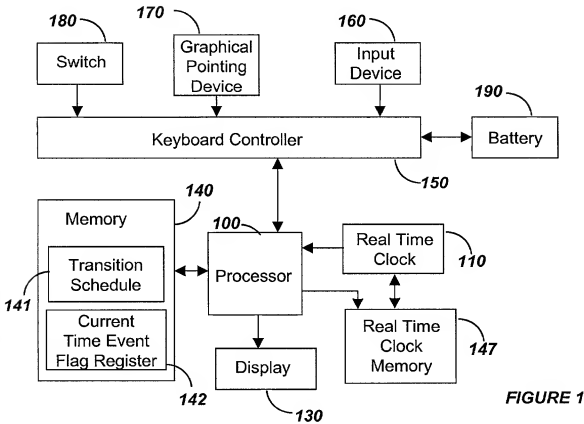 180
170
160
Switch
Graphical
Pointing
Device
Input
Device
190
Keyboard Controller
Battery
150
140
Memory
100
Real Time
Clock
110
141
Transition
Schedule
Processor
Current
Time Event
Flag Register
142
Real Time
Clock
Memory
147
Display
130
FIGURE 1